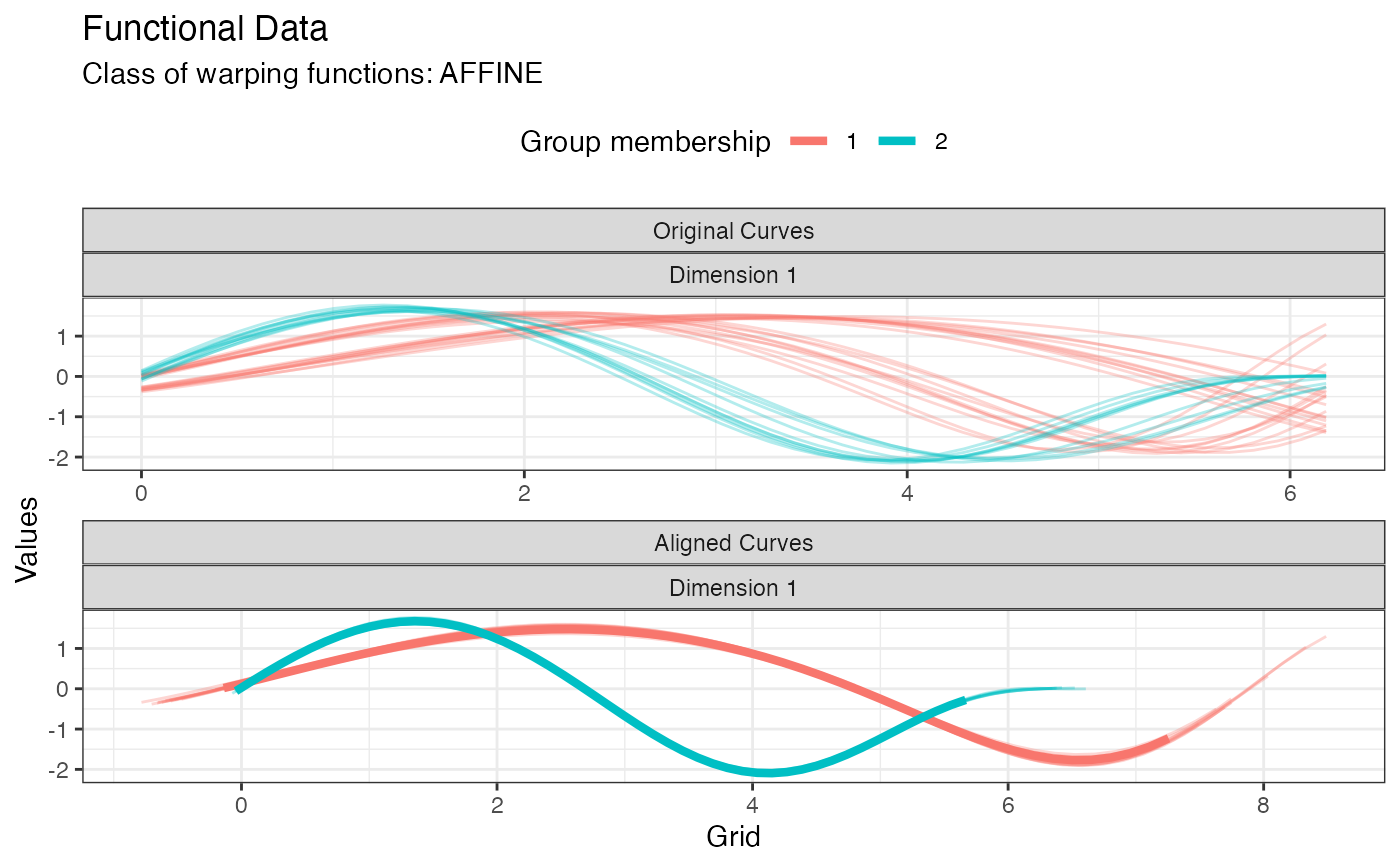 Functional Data
Class of warping functions: AFFINE
Group membership 1 2
Original Curves
Dimension 1
1
0
-1
-2
0 2 4 6
Values
Aligned Curves
Dimension 1
1
0
-1
-2
0 2 4 6 8
Grid